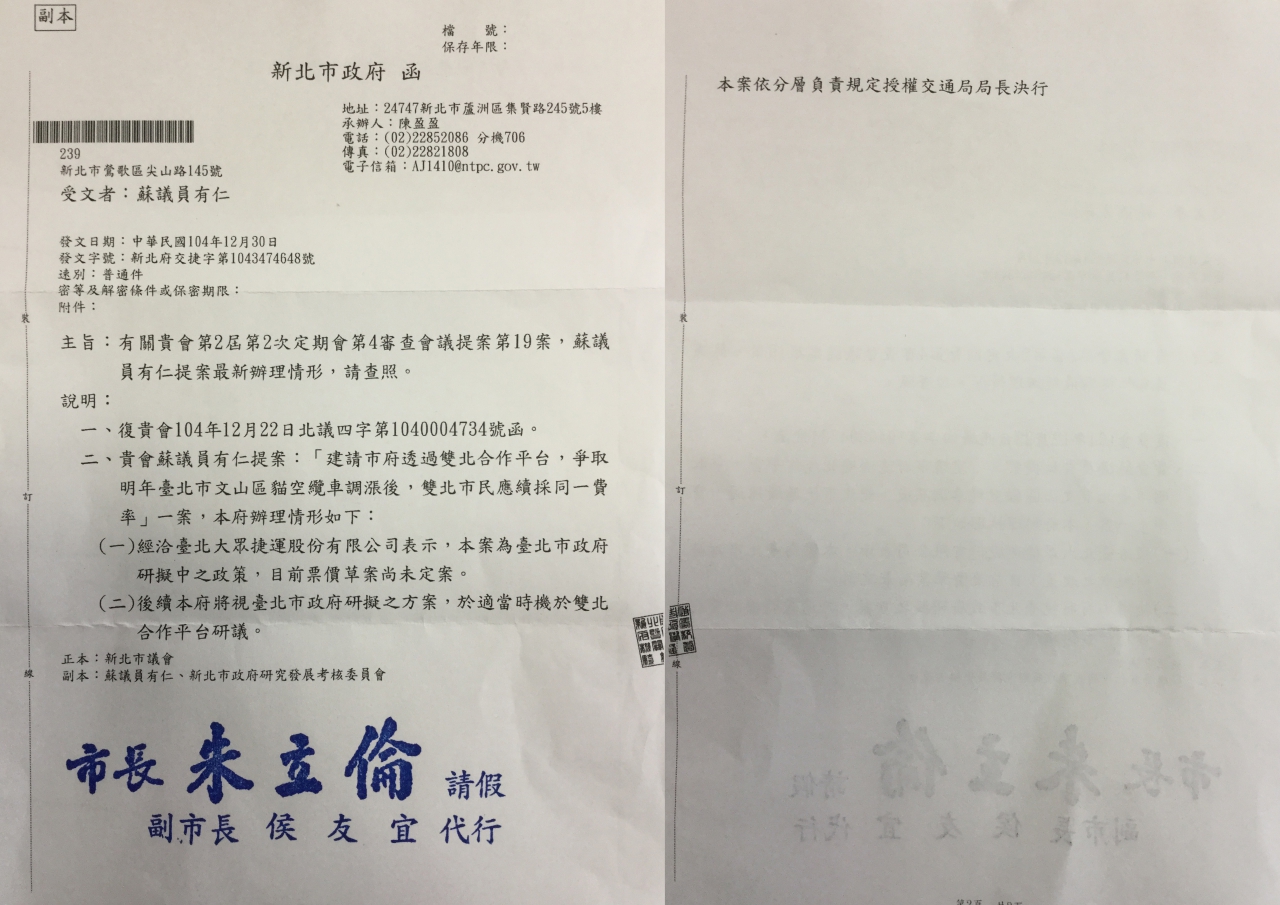 副本
檔　　號：
保存年限：
新北市政府 函
地址：24747新北市蘆洲區集賢路245號5樓
承辦人：陳盈盈
電話：(02)22852086 分機706
傳真：(02)22821808
電子信箱：AJ1410@ntpc.gov.tw
239
新北市鶯歌區尖山路145號
受文者：蘇議員有仁
發文日期：中華民國104年12月30日
發文字號：新北府交捷字第1043474648號
速別：普通件
密等及解密條件或保密期限：
附件：
主旨：有關貴會第2屆第2次定期會第4審查會議提案第19案，蘇議
員有仁提案最新辦理情形，請查照。
說明：
一、復貴會104年12月22日北議四字第1040004734號函。
二、貴會蘇議員有仁提案：「建請市府透過雙北合作平台，爭取
明年臺北市文山區貓空纜車調漲後，雙北市民應續採同一費
率」一案，本府辦理情形如下：
(一)經洽臺北大眾捷運股份有限公司表示，本案為臺北市政府
研擬中之政策，目前票價草案尚未定案。
(二)後續本府將視臺北市政府研擬之方案，於適當時機於雙北
合作平台研議。
正本：新北市議會
副本：蘇議員有仁、新北市政府研究發展考核委員會
市長 朱立倫 請假
副市長 侯友宜 代行
裝
訂
線
本案依分層負責規定授權交通局局長決行
裝
訂
線